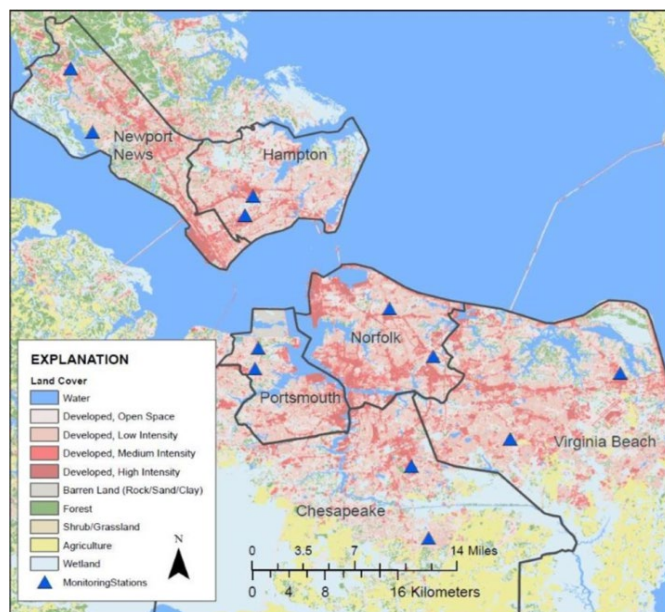 Newport
News
Hampton
Norfolk
Portsmouth
Virginia Beach
Chesapeake
EXPLANATION
Land Cover
Water
Developed, Open Space
Developed, Low Intensity
Developed, Medium Intensity
Developed, High Intensity
Barren Land (Rock/Sand/Clay)
Forest
Shrub/Grassland
Agriculture
Wetland
MonitoringStations
N
0 3.5 7 14 Miles
0 4 8 16 Kilometers